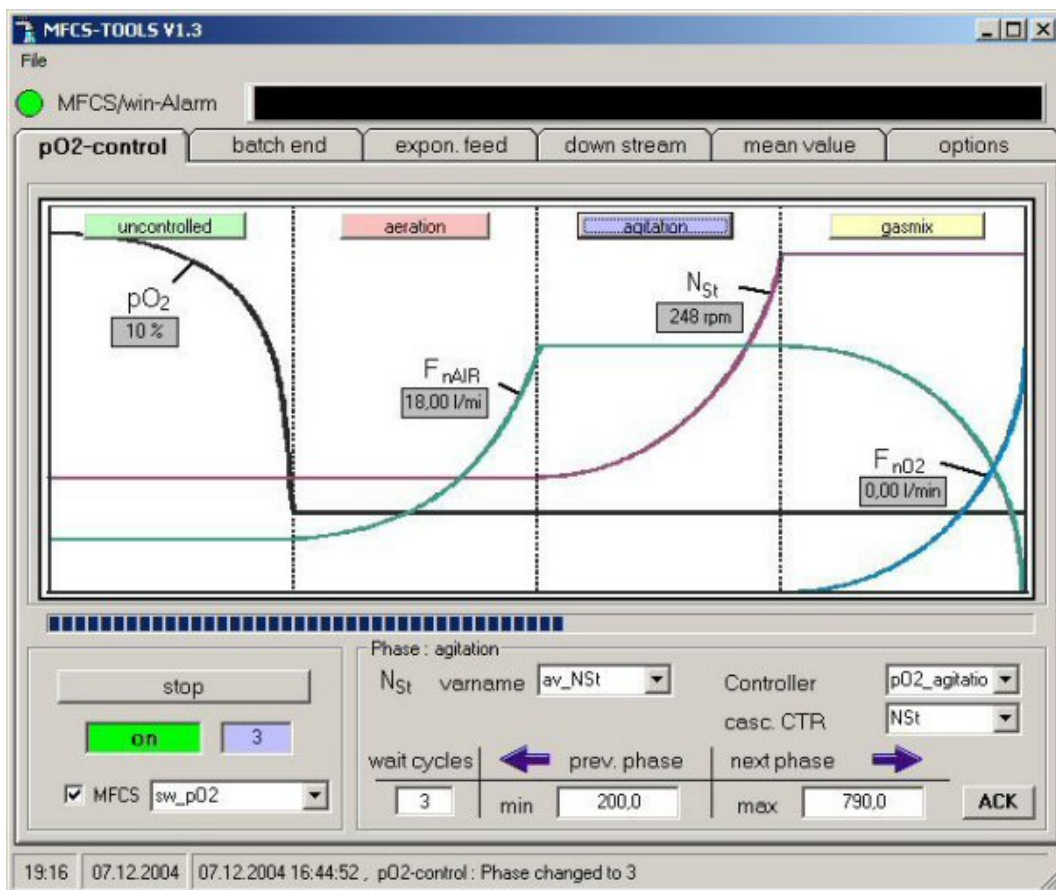 MFCS-TOOLS V1.3
File
MFCS/win-Alarm
pO2-control batch end expon. feed down stream mean value options
uncontrolled aeration agitation gasmix
pO2
10 %
NSt
248 rpm
FnAIR
18,00 l/mi
FnO2
0,00 l/min
stop
on 3
MFCS sw_pO2
Phase : agitation
NSt varname av_NSt Controller pO2_agitatio
casc. CTR NSt
wait cycles prev. phase next phase
3 min 200,0 max 790,0 ACK
19:16 07.12.2004 07.12.2004 16:44:52 , pO2-control : Phase changed to 3